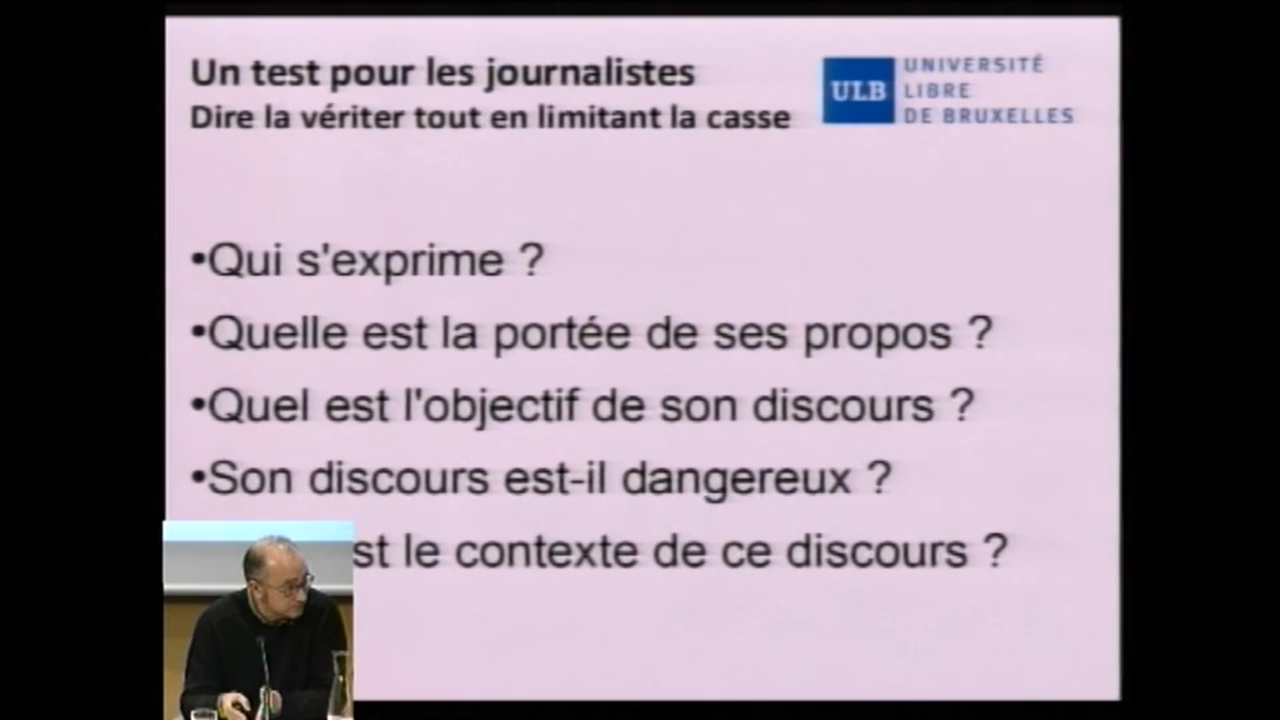 Un test pour les journalistes
Dire la vériter tout en limitant la casse
ULB
UNIVERSITÉ
LIBRE
DE BRUXELLES
•Qui s'exprime ?
•Quelle est la portée de ses propos ?
•Quel est l'objectif de son discours ?
•Son discours est-il dangereux ?
le contexte de ce discours ?